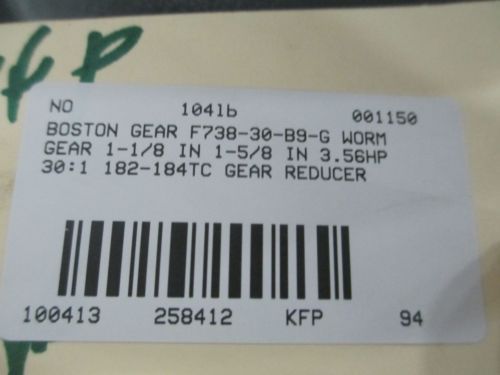 NO 104lb 001150
BOSTON GEAR F738-30-B9-G WORM
GEAR 1-1/8 IN 1-5/8 IN 3.56HP
30:1 182-184TC GEAR REDUCER
100413 258412 KFP 94